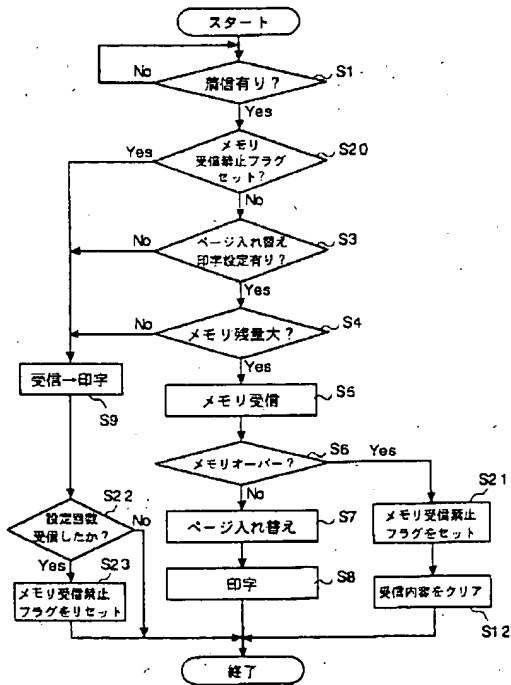 スタート
No
着信有り?
S1
Yes
Yes
メモリ
受信禁止フラグ
セット?
S20
No
No
ページ入れ替え
印字設定有り?
S3
Yes
No
メモリ残量大?
S4
Yes
受信→印字
S9
メモリ受信
S5
メモリオーバー?
S6
Yes
No
S22
設定回数
受信したか?
No
Yes
S23
メモリ受信禁止
フラグをリセット
ページ入れ替え
S7
印字
S8
S21
メモリ受信禁止
フラグをセット
受信内容をクリア
S12
終了